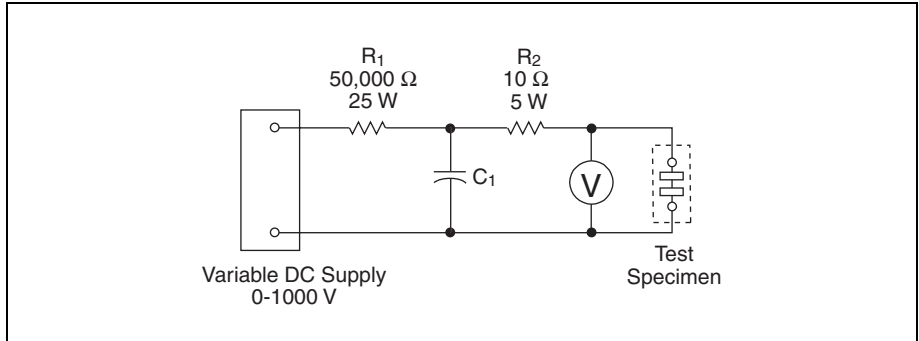 R₁
50,000 Ω
25 W
R₂
10 Ω
5 W
C₁
V
Variable DC Supply
0-1000 V
Test
Specimen